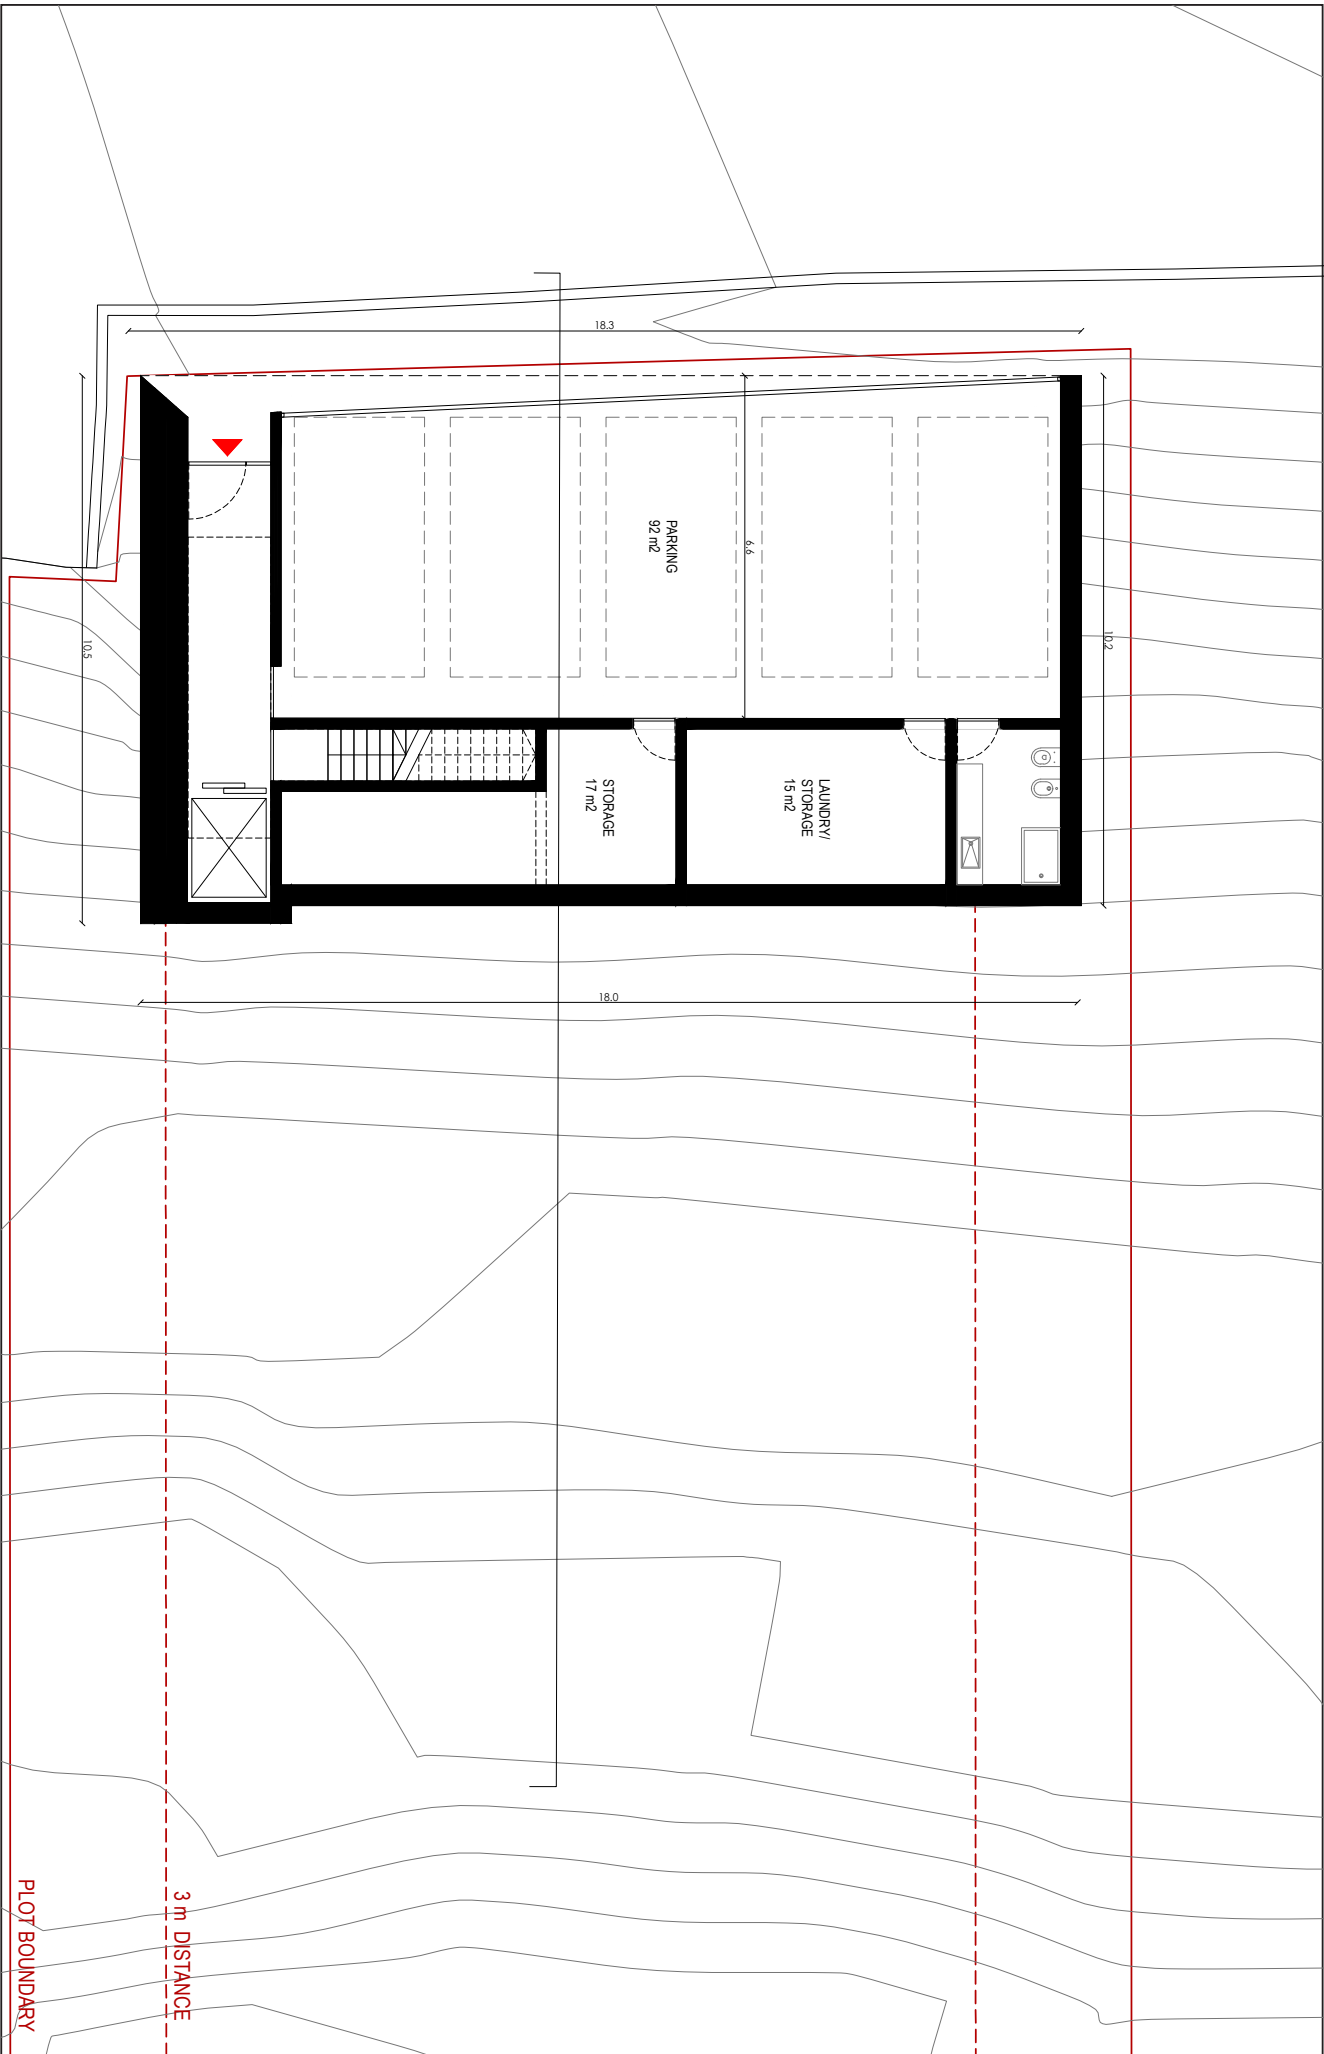 18.3
PARKING
92 m2
6.6
10.5
10.2
STORAGE
17 m2
LAUNDRY/
STORAGE
15 m2
18.0
3 m DISTANCE
PLOT BOUNDARY